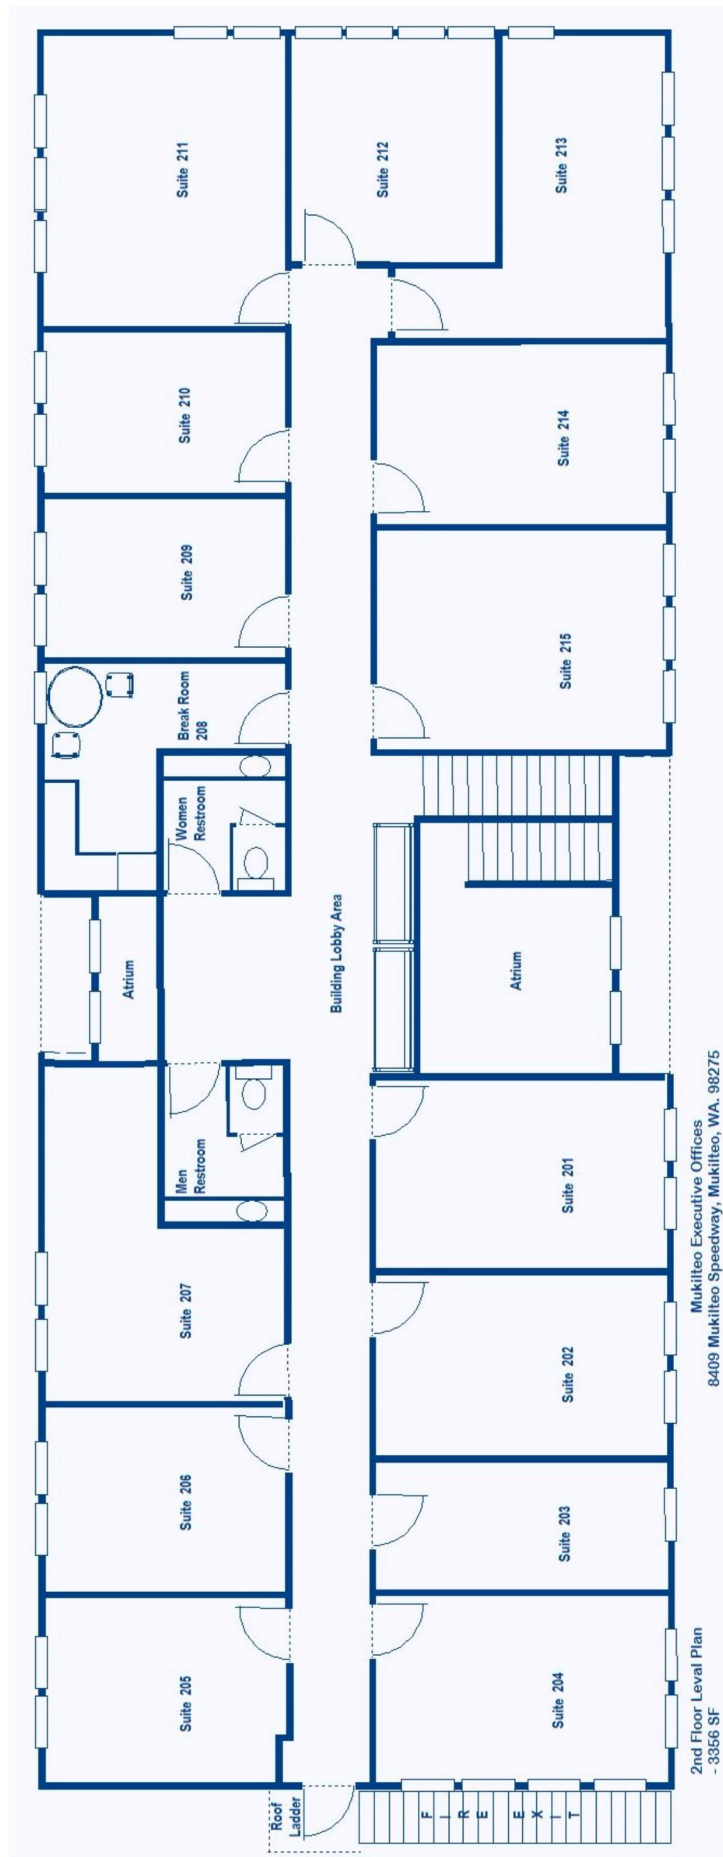 Suite 211
Suite 212
Suite 213
Suite 210
Suite 214
Suite 209
Suite 215
Break Room
208
Women
Restroom
Building Lobby Area
Atrium
Atrium
Men
Restroom
Suite 201
Suite 207
Suite 202
Suite 206
Suite 203
Suite 205
Suite 204
Roof
Ladder
FIRE EXIT
Mukilteo Executive Offices
8409 Mukilteo Speedway, Mukilteo, WA. 98275
2nd Floor Leval Plan
- 3356 SF